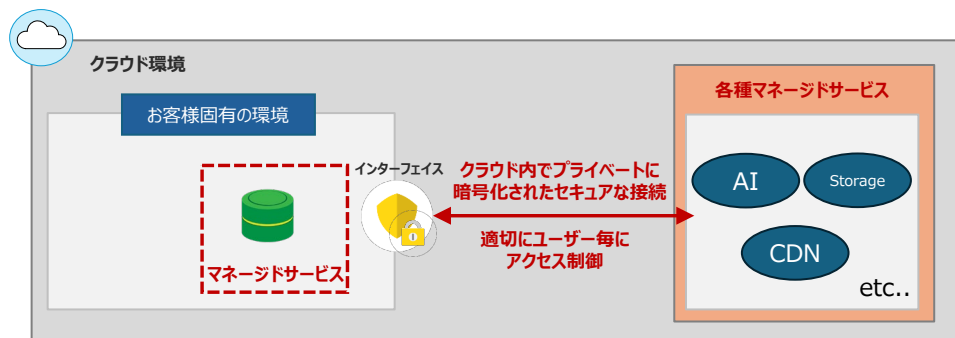 クラウド環境
お客様固有の環境
マネージドサービス
インターフェイス
クラウド内でプライベートに
暗号化されたセキュアな接続
適切にユーザー毎に
アクセス制御
各種マネージドサービス
AI
Storage
CDN
etc..